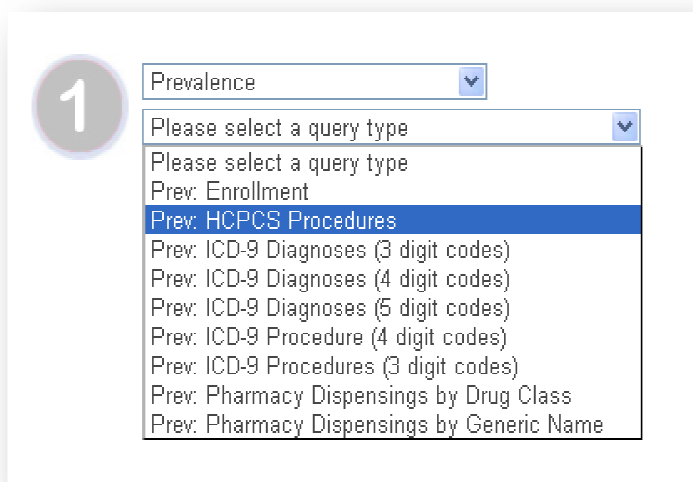 1
Prevalence
Please select a query type
Please select a query type
Prev: Enrollment
Prev: HCPCS Procedures
Prev: ICD-9 Diagnoses (3 digit codes)
Prev: ICD-9 Diagnoses (4 digit codes)
Prev: ICD-9 Diagnoses (5 digit codes)
Prev: ICD-9 Procedure (4 digit codes)
Prev: ICD-9 Procedures (3 digit codes)
Prev: Pharmacy Dispensings by Drug Class
Prev: Pharmacy Dispensings by Generic Name